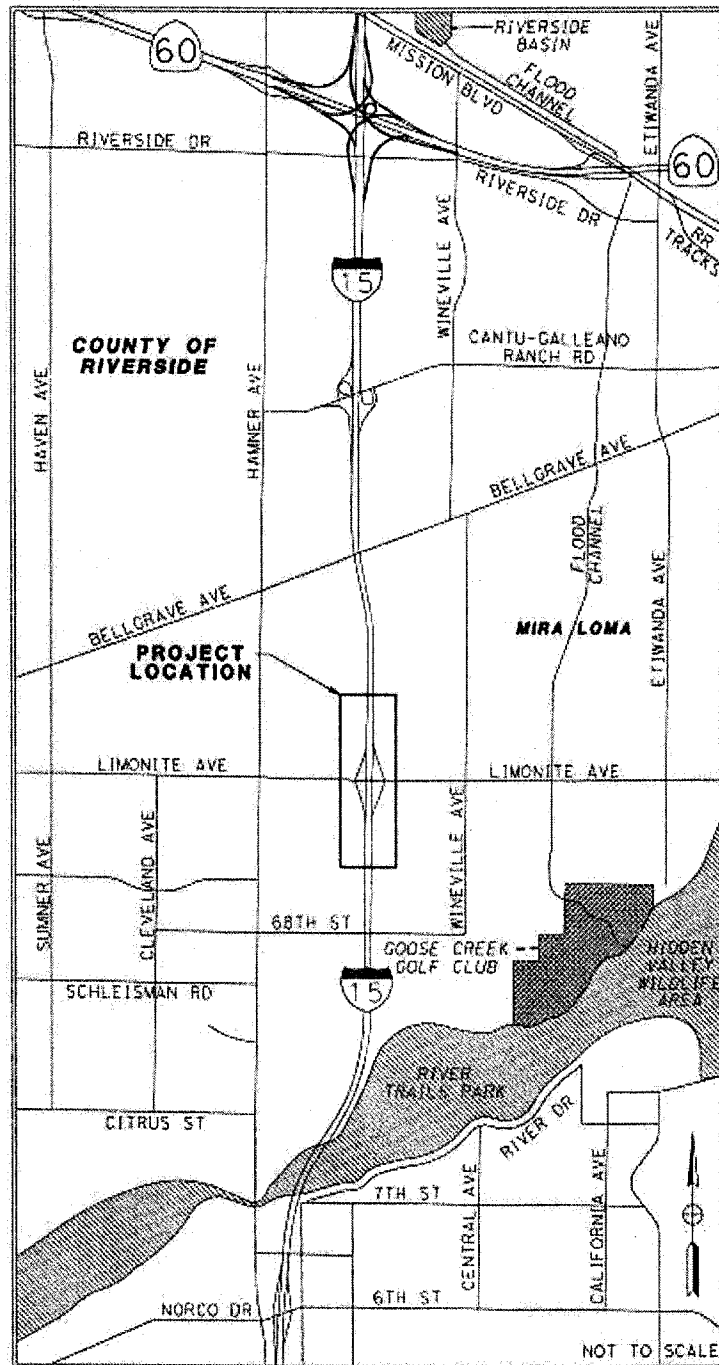 RIVERSIDE
BASIN
60
MISSION BLVD
FLOOD
CHANNEL
ETIWANDA AVE
RIVERSIDE DR
60
RIVERSIDE DR
RR
TRACKS
15
WINEVILLE AVE
COUNTY OF
RIVERSIDE
CANTU-GALLEANO
RANCH RD
HAVEN AVE
HAMNER AVE
BELLGRAVE AVE
FLOOD
CHANNEL
BELLGRAVE AVE
MIRA LOMA
ETIWANDA AVE
PROJECT
LOCATION
LIMONITE AVE
LIMONITE AVE
SUMNER AVE
CLEVELAND AVE
WINEVILLE AVE
68TH ST
GOOSE CREEK
GOLF CLUB
HIDDEN
VALLEY
WILDLIFE
AREA
SCHLEISMAN RD
15
RIVER
TRAILS PARK
CITRUS ST
RIVER DR
7TH ST
CENTRAL AVE
CALIFORNIA AVE
NORCO DR
6TH ST
NOT TO SCALE